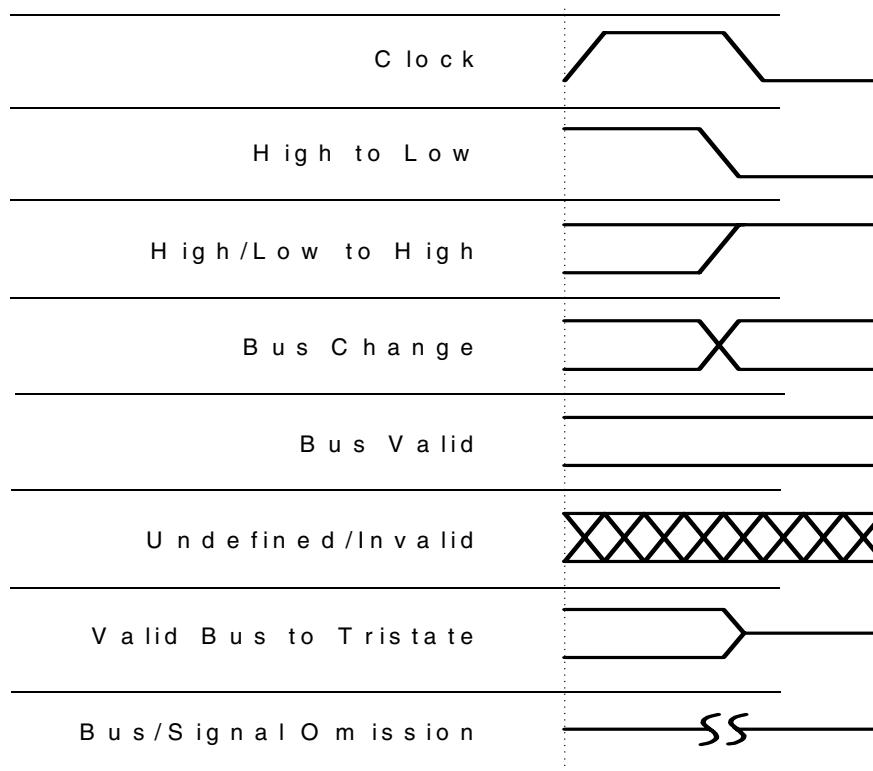 Clock
High to Low
High/Low to High
Bus Change
Bus Valid
Undefined/Invalid
Valid Bus to Tristate
Bus/Signal Omission